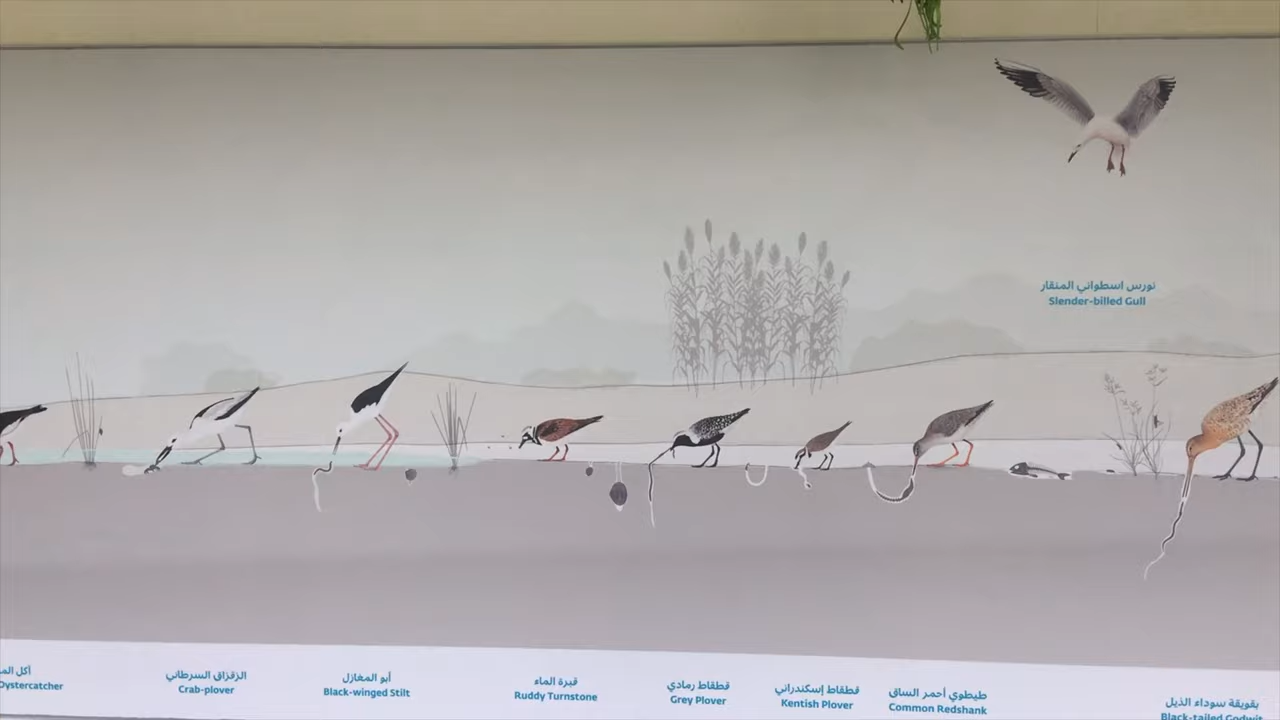 نورس اسطواني المنقار
Slender-billed Gull
آكل
Oystercatcher
الزقزاق السرطاني
Crab-plover
أبو المغازل
Black-winged Stilt
قنبرة الماء
Ruddy Turnstone
قطقاط رمادي
Grey Plover
قطقاط إسكندراني
Kentish Plover
طيطوي أحمر الساق
Common Redshank
بقويقة سوداء الذيل
Black-tailed Godwit